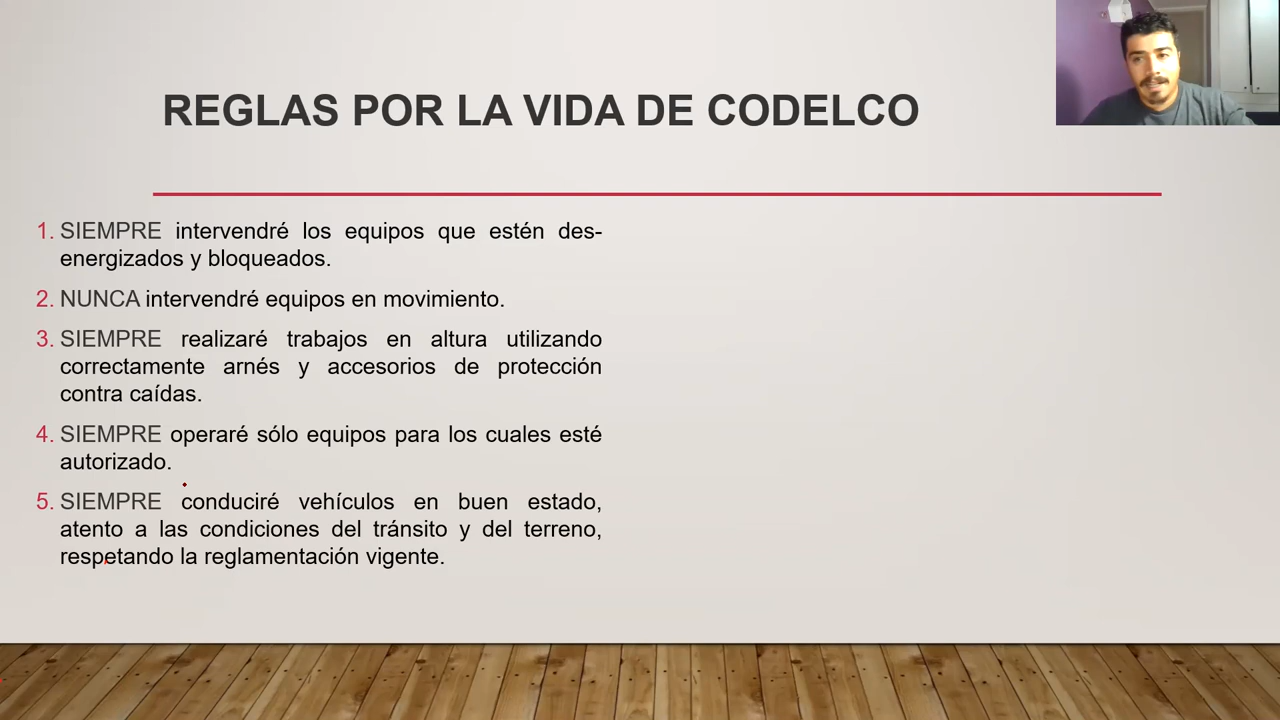 REGLAS POR LA VIDA DE CODELCO
1. SIEMPRE intervendré los equipos que estén des-
energizados y bloqueados.
2. NUNCA intervendré equipos en movimiento.
3. SIEMPRE realizaré trabajos en altura utilizando
correctamente arnés y accesorios de protección
contra caídas.
4. SIEMPRE operaré sólo equipos para los cuales esté
autorizado.
5. SIEMPRE conduciré vehículos en buen estado,
atento a las condiciones del tránsito y del terreno,
respetando la reglamentación vigente.